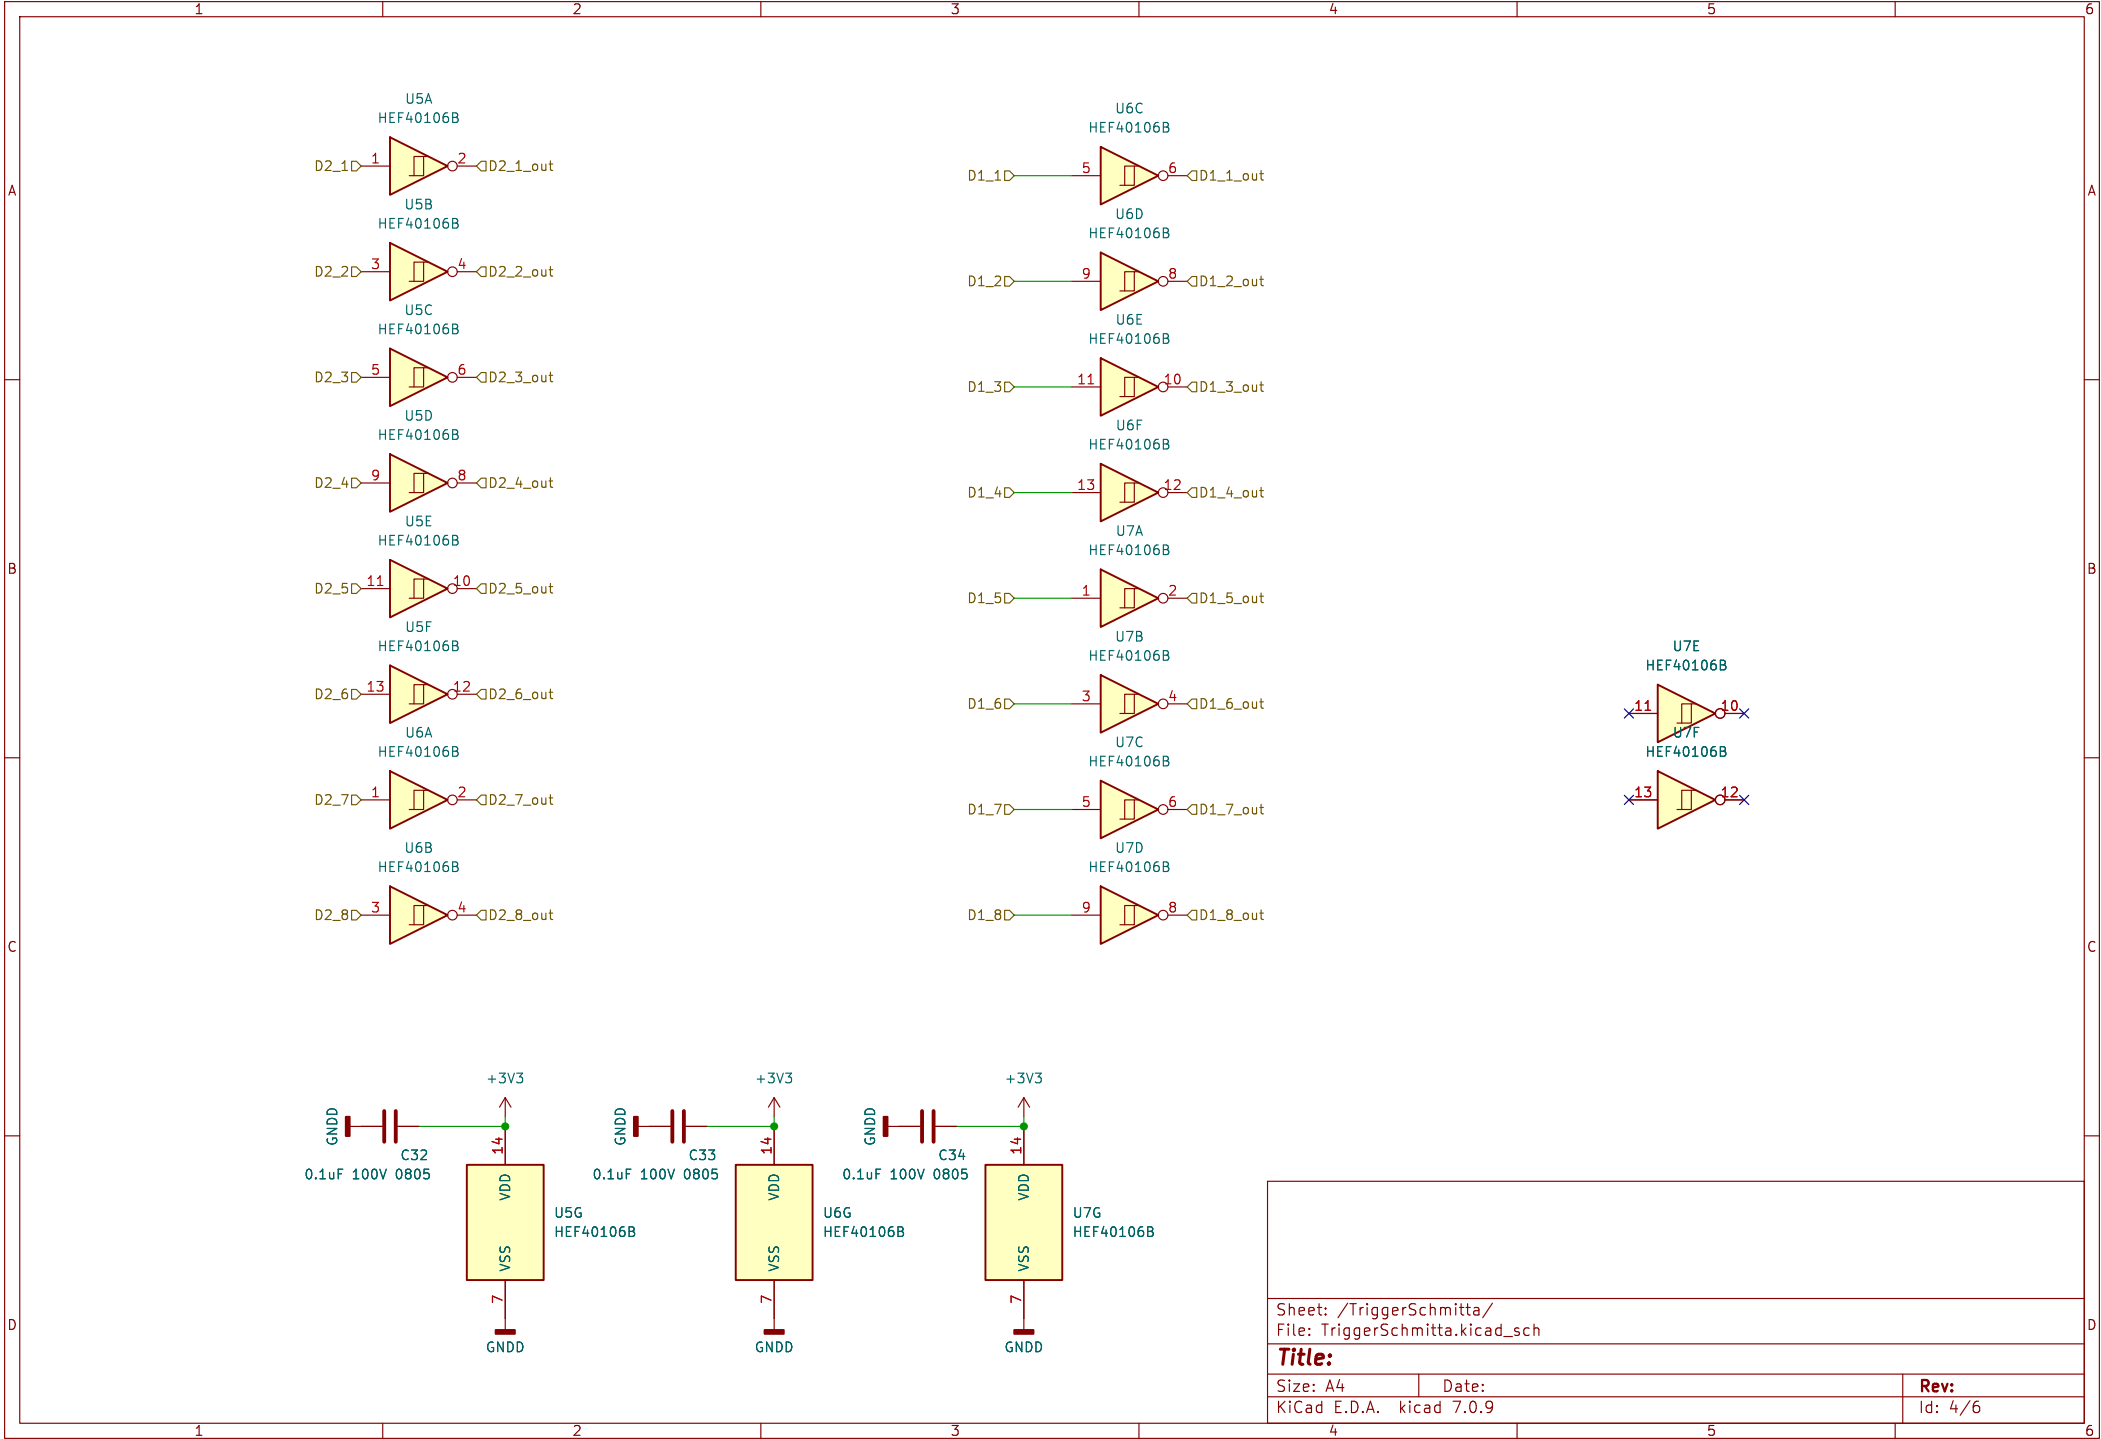 1 2 3 4 5 6
A A
B B
C C
D D
U5A
HEF40106B
D2_1 1 2 D2_1_out
U5B
HEF40106B
D2_2 3 4 D2_2_out
U5C
HEF40106B
D2_3 5 6 D2_3_out
U5D
HEF40106B
D2_4 9 8 D2_4_out
U5E
HEF40106B
D2_5 11 10 D2_5_out
U5F
HEF40106B
D2_6 13 12 D2_6_out
U6A
HEF40106B
D2_7 1 2 D2_7_out
U6B
HEF40106B
D2_8 3 4 D2_8_out
U6C
HEF40106B
D1_1 5 6 D1_1_out
U6D
HEF40106B
D1_2 9 8 D1_2_out
U6E
HEF40106B
D1_3 11 10 D1_3_out
U6F
HEF40106B
D1_4 13 12 D1_4_out
U7A
HEF40106B
D1_5 1 2 D1_5_out
U7B
HEF40106B
D1_6 3 4 D1_6_out
U7C
HEF40106B
D1_7 5 6 D1_7_out
U7D
HEF40106B
D1_8 9 8 D1_8_out
U7E
HEF40106B
11 10
U7F
HEF40106B
13 12
+3V3
GNDD
C32
0.1uF 100V 0805
14
VDD
U5G
HEF40106B
VSS
7
GNDD
+3V3
GNDD
C33
0.1uF 100V 0805
14
VDD
U6G
HEF40106B
VSS
7
GNDD
+3V3
GNDD
C34
0.1uF 100V 0805
14
VDD
U7G
HEF40106B
VSS
7
GNDD
Sheet: /TriggerSchmitta/
File: TriggerSchmitta.kicad_sch
Title:
Size: A4 Date: Rev:
KiCad E.D.A. kicad 7.0.9 Id: 4/6
1 2 3 4 5 6